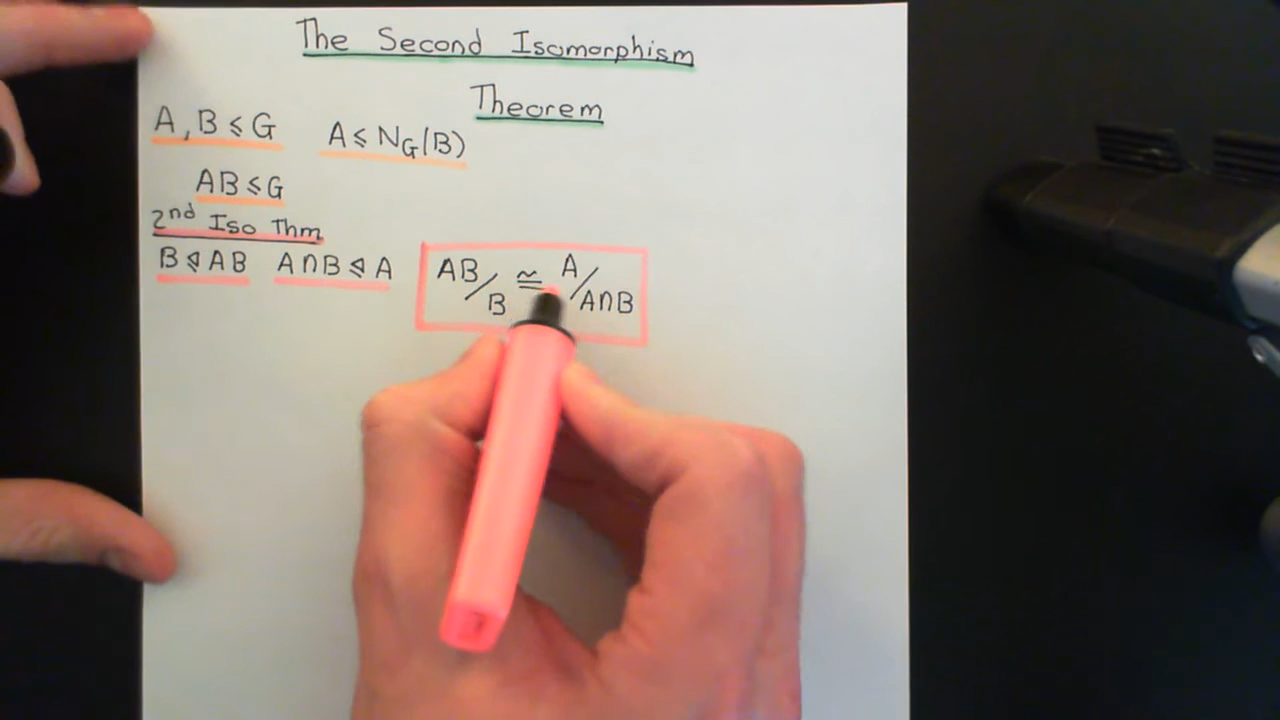 The Second Isomorphism
Theorem
A, B ≤ G A ≤ N_G(B)
AB ≤ G
2nd Iso Thm
B ⊴ AB A∩B ⊴ A AB/B ≅ A/A∩B